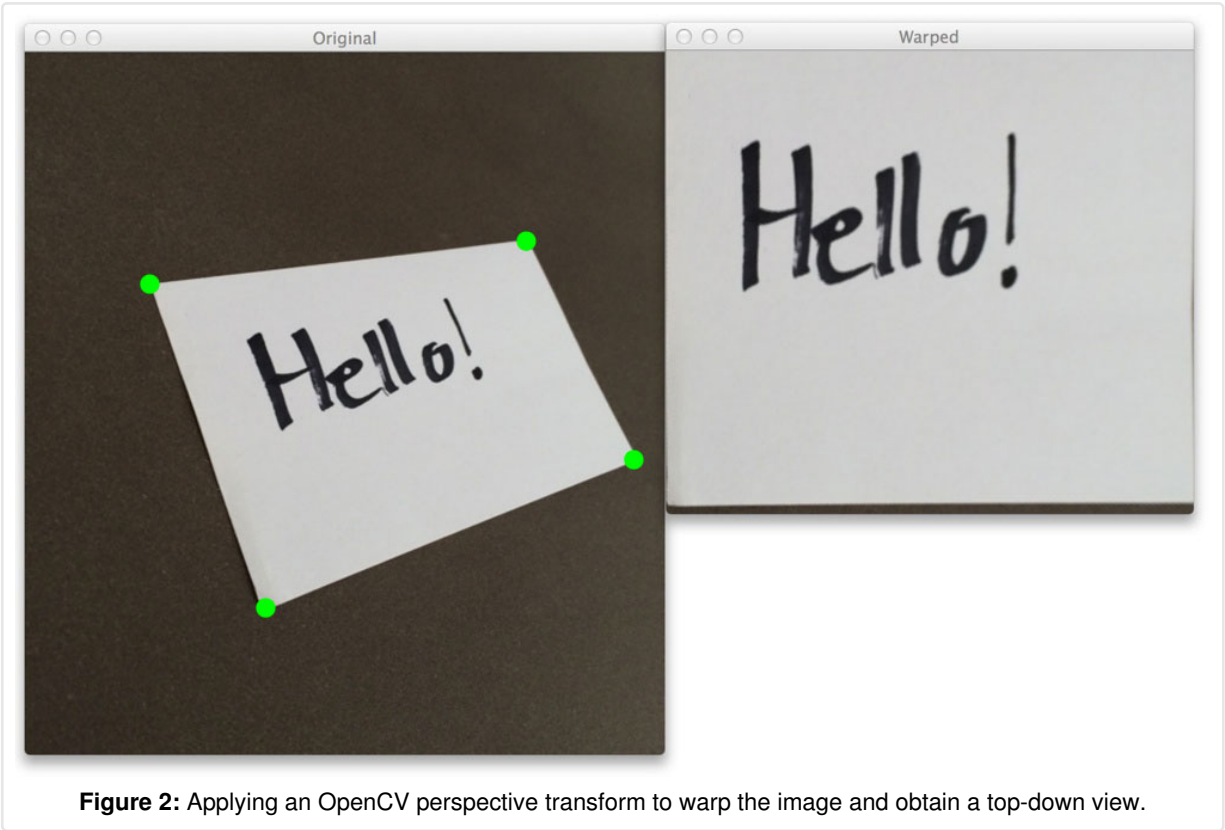 Original
Warped
Hello!
Hello!
Figure 2: Applying an OpenCV perspective transform to warp the image and obtain a top-down view.